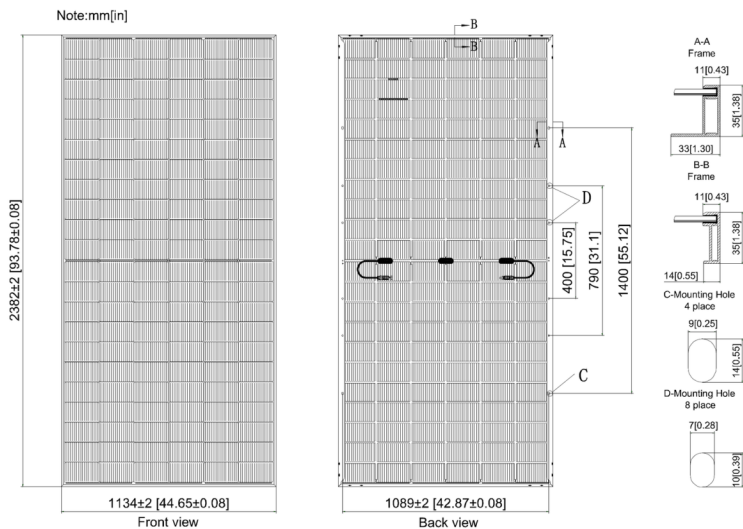 Note:mm[in]
2382±2 [93.78±0.08]
1134±2 [44.65±0.08]
Front view
B
B
A
A
D
400 [15.75]
790 [31.1]
1400 [55.12]
C
1089±2 [42.87±0.08]
Back view
A-A
Frame
11[0.43]
35[1.38]
33[1.30]
B-B
Frame
11[0.43]
35[1.38]
14[0.55]
C-Mounting Hole
4 place
9[0.25]
14[0.55]
D-Mounting Hole
8 place
7[0.28]
10[0.39]